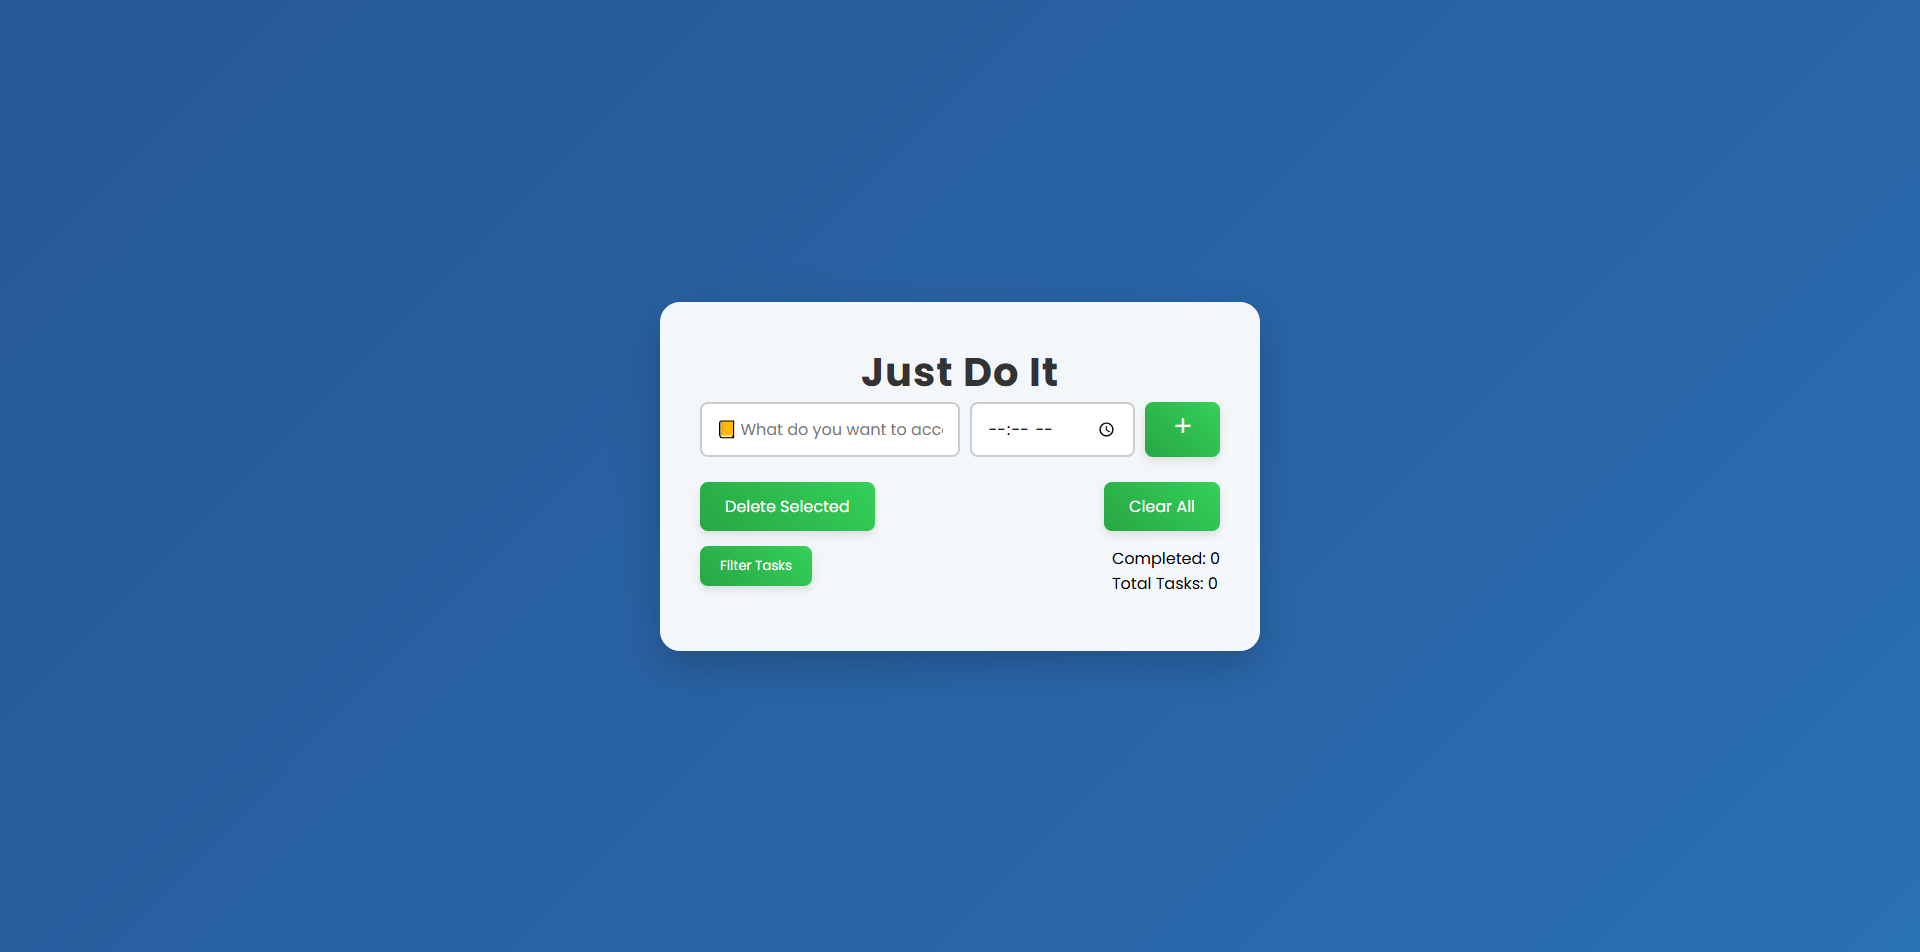 Just Do It
📒 What do you want to acc
--:-- --
+
Delete Selected
Clear All
Filter Tasks
Completed: 0
Total Tasks: 0